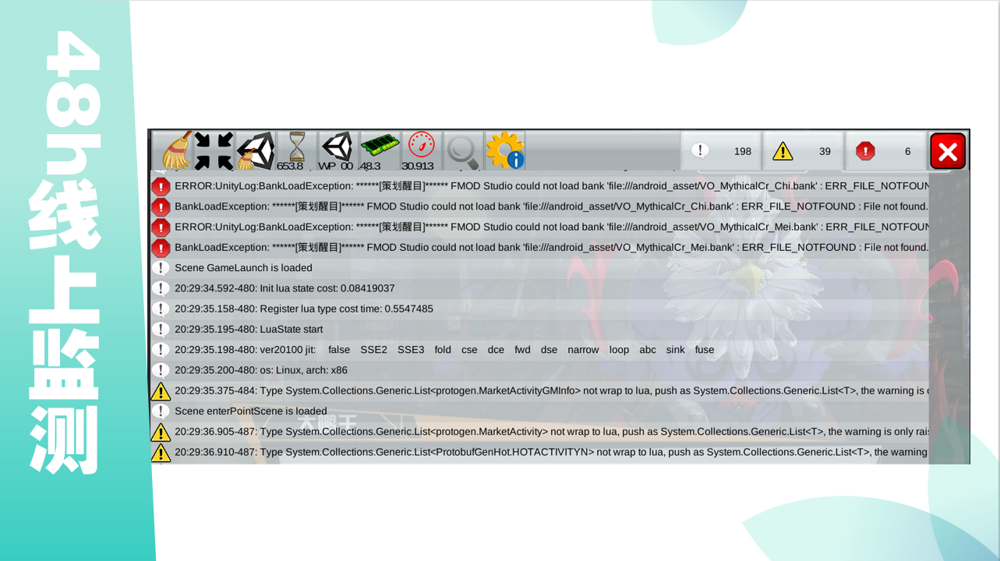 48h线上监测
653.8
WP_00
48.3
30.913
198
39
6
ERROR:UnityLog:BankLoadException: ******[策划醒目]****** FMOD Studio could not load bank 'file:///android_asset/VO_MythicalCr_Chi.bank' : ERR_FILE_NOTFOUN
BankLoadException: ******[策划醒目]****** FMOD Studio could not load bank 'file:///android_asset/VO_MythicalCr_Chi.bank' : ERR_FILE_NOTFOUND : File not found.
ERROR:UnityLog:BankLoadException: ******[策划醒目]****** FMOD Studio could not load bank 'file:///android_asset/VO_MythicalCr_Mei.bank' : ERR_FILE_NOTFOUN
BankLoadException: ******[策划醒目]****** FMOD Studio could not load bank 'file:///android_asset/VO_MythicalCr_Mei.bank' : ERR_FILE_NOTFOUND : File not found.
Scene GameLaunch is loaded
20:29:34.592-480: Init lua state cost: 0.08419037
20:29:35.158-480: Register lua type cost time: 0.5547485
20:29:35.195-480: LuaState start
20:29:35.198-480: ver20100 jit: false SSE2 SSE3 fold cse dce fwd dse narrow loop abc sink fuse
20:29:35.200-480: os: Linux, arch: x86
20:29:35.375-484: Type System.Collections.Generic.List<protogen.MarketActivityGMInfo> not wrap to lua, push as System.Collections.Generic.List<T>, the warning is
Scene enterPointScene is loaded
大鹏王
20:29:36.905-487: Type System.Collections.Generic.List<protogen.MarketActivity> not wrap to lua, push as System.Collections.Generic.List<T>, the warning is only rais
20:29:36.910-487: Type System.Collections.Generic.List<ProtobufGenHot.HOTACTIVITYN> not wrap to lua, push as System.Collections.Generic.List<T>, the warning